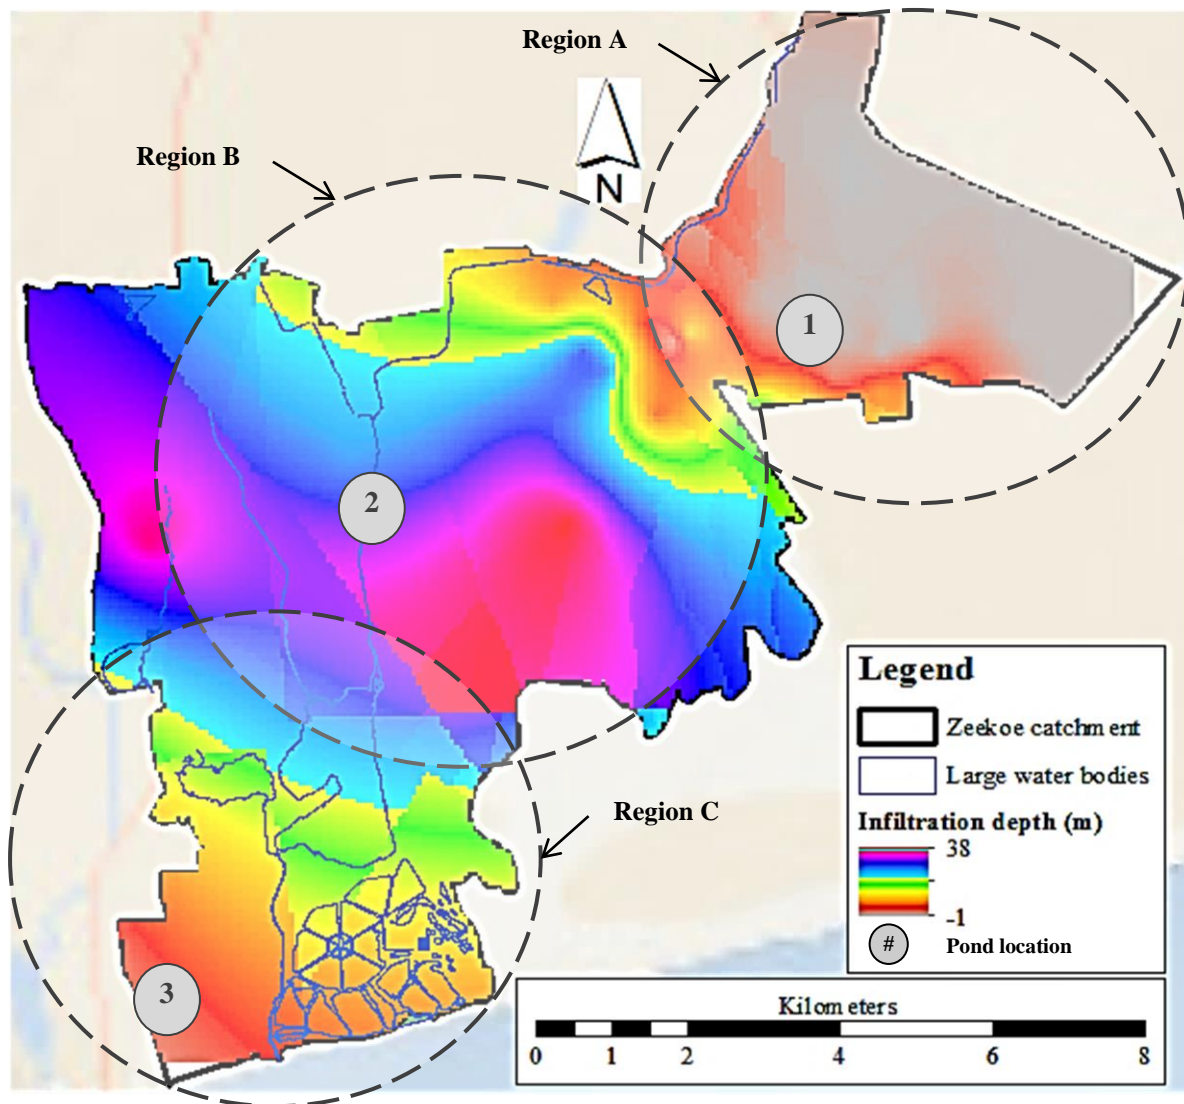 Region A
Region B
N
1
2
Region C
3
Legend
Zeekoe catchment
Large water bodies
Infiltration depth (m)
38
-1
# Pond location
Kilometers
0 1 2 4 6 8